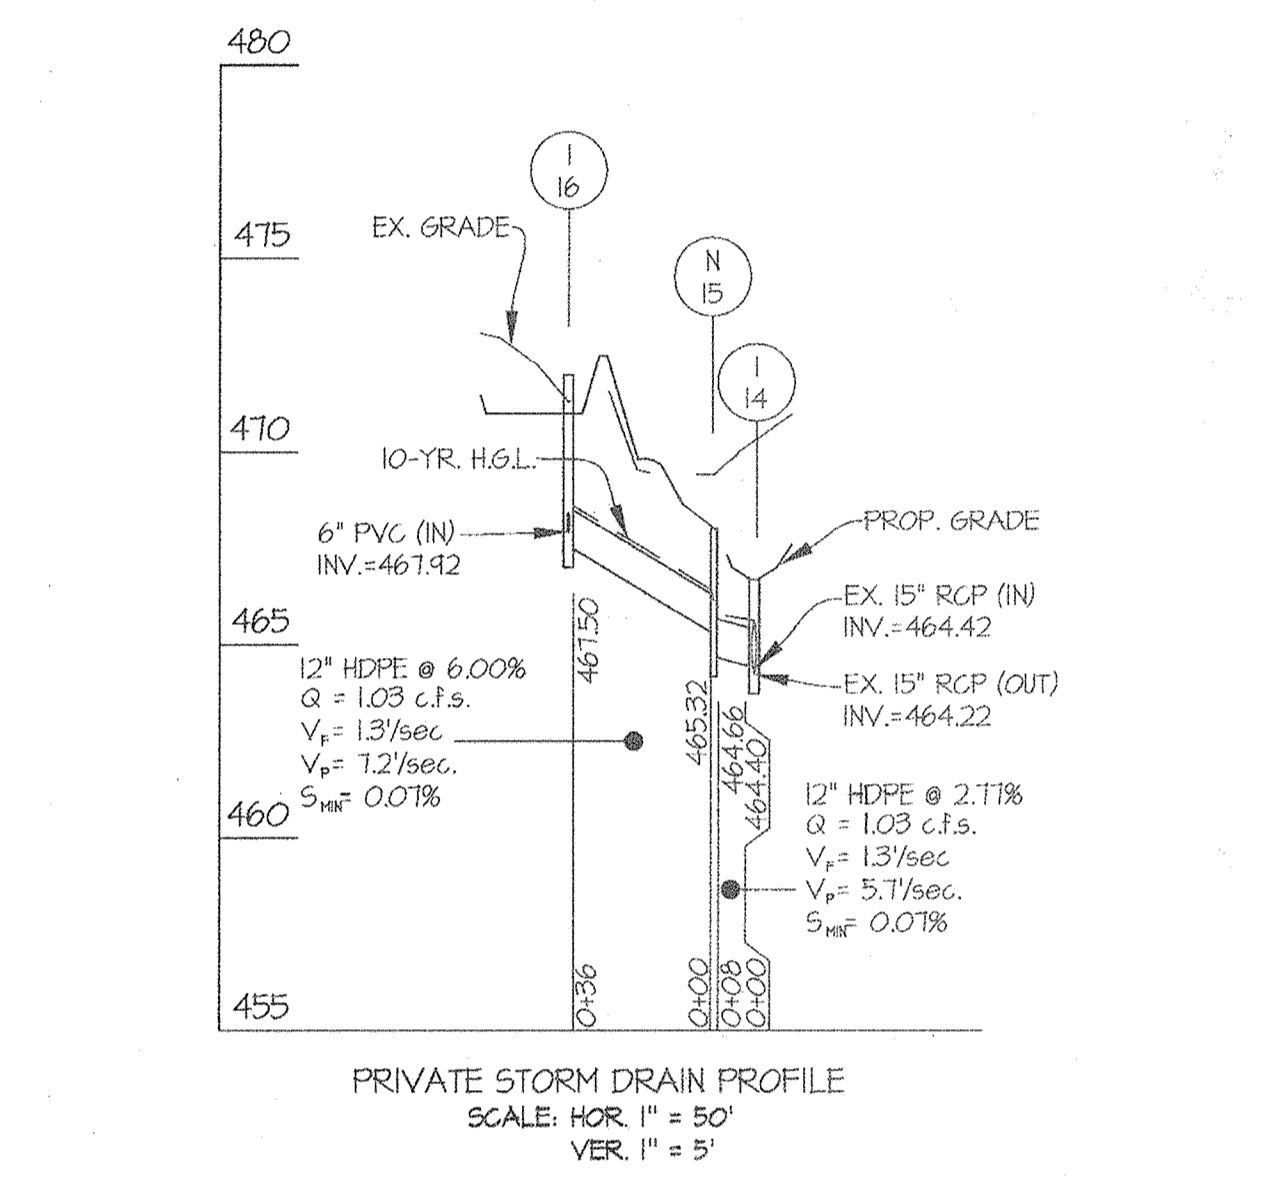 480
I
16
EX. GRADE
475
N
15
I
14
470
10-YR. H.G.L.
6" PVC (IN)
INV.=467.92
PROP. GRADE
EX. 15" RCP (IN)
INV.=464.42
465
467.50
12" HDPE @ 6.00%
Q = 1.03 c.f.s.
VF= 1.3'/sec
VP= 7.2'/sec.
SMIN= 0.07%
EX. 15" RCP (OUT)
INV.=464.22
465.32
464.66
464.40
460
12" HDPE @ 2.77%
Q = 1.03 c.f.s.
VF= 1.3'/sec
VP= 5.7'/sec.
SMIN= 0.07%
455
0+36
0+00
0+08
0+00
PRIVATE STORM DRAIN PROFILE
SCALE: HOR. 1" = 50'
VER. 1" = 5'